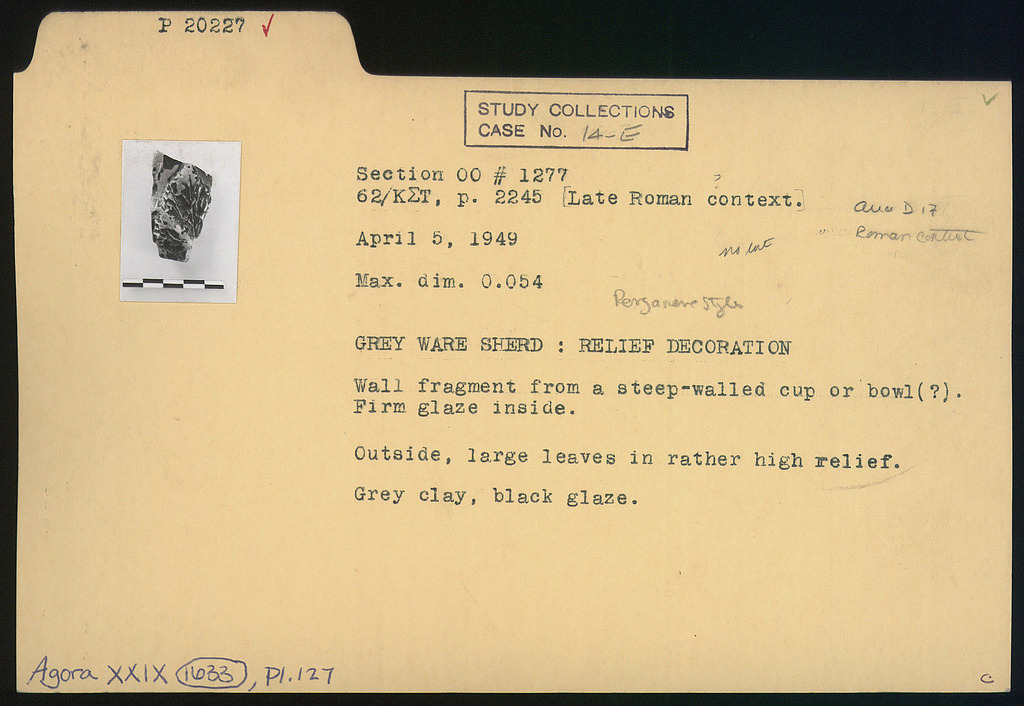 P 20227 ✓
STUDY COLLECTIONS
CASE No. 14-E
Section OO # 1277
62/ΚΣΤ, p. 2245 [Late Roman context.]
?
Area D 17
Roman context
April 5, 1949
Max. dim. 0.054
Pergamene Style
GREY WARE SHERD : RELIEF DECORATION
Wall fragment from a steep-walled cup or bowl(?).
Firm glaze inside.
Outside, large leaves in rather high relief.
Grey clay, black glaze.
Agora XXIX 1633, Pl. 127
C